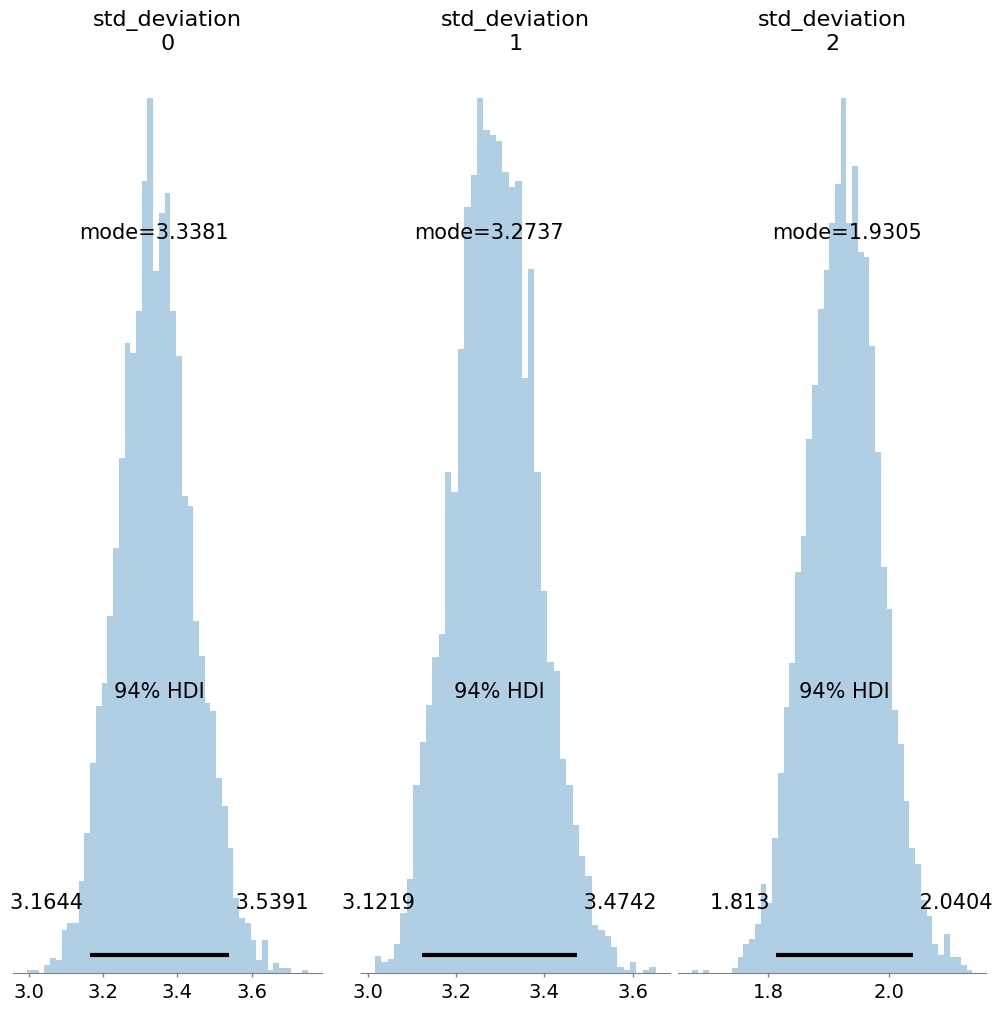 std_deviation
0
mode=3.3381
94% HDI
3.1644 3.5391
3.0 3.2 3.4 3.6
std_deviation
1
mode=3.2737
94% HDI
3.1219 3.4742
3.0 3.2 3.4 3.6
std_deviation
2
mode=1.9305
94% HDI
1.813 2.0404
1.8 2.0